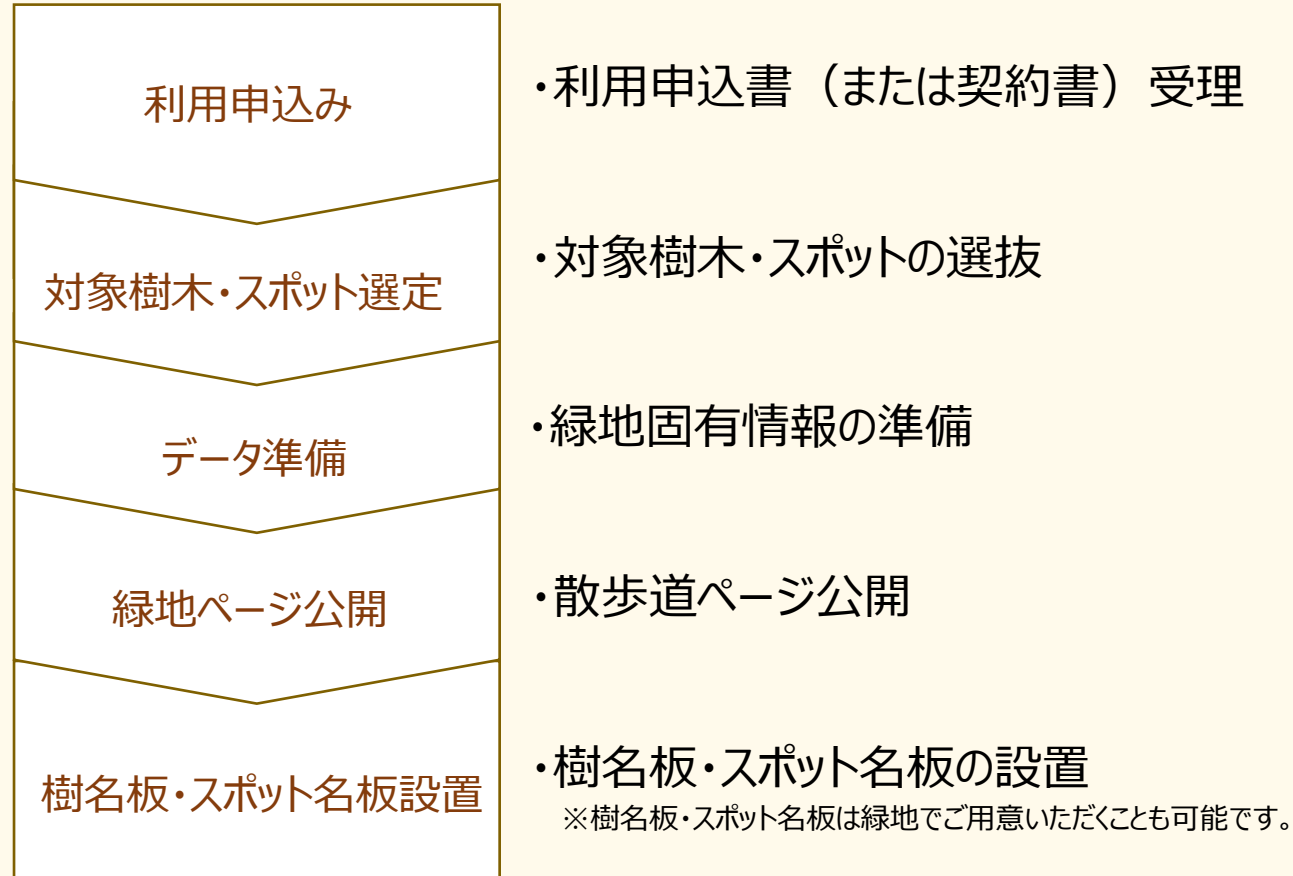 利用申込み
・利用申込書（または契約書）受理
対象樹木・スポット選定
・対象樹木・スポットの選抜
データ準備
・緑地固有情報の準備
緑地ページ公開
・散歩道ページ公開
樹名板・スポット名板設置
・樹名板・スポット名板の設置
※樹名板・スポット名板は緑地でご用意いただくことも可能です。